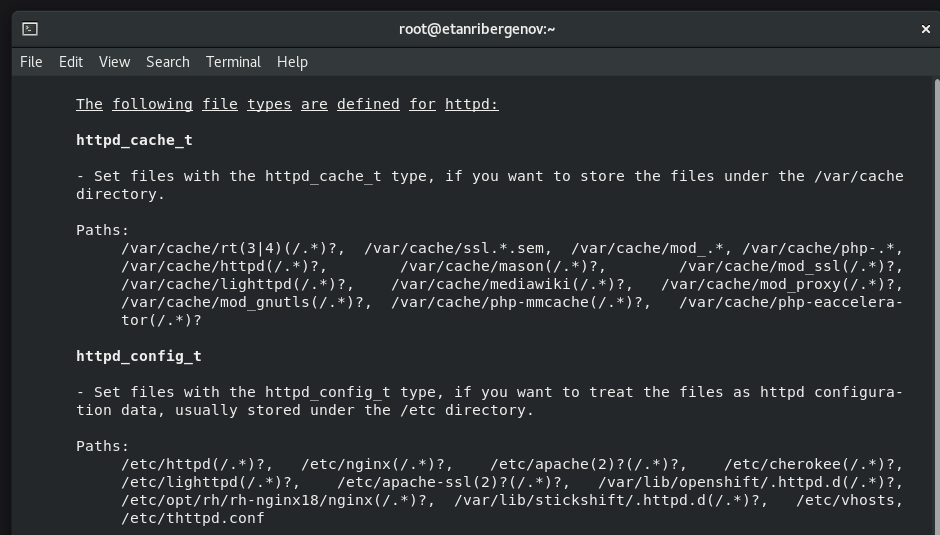 root@etanribergenov:~
File Edit View Search Terminal Help
The following file types are defined for httpd:
httpd_cache_t
- Set files with the httpd_cache_t type, if you want to store the files under the /var/cache
directory.
Paths:
/var/cache/rt(3|4)(/.*)?, /var/cache/ssl.*.sem, /var/cache/mod_.*, /var/cache/php-.*,
/var/cache/httpd(/.*)?, /var/cache/mason(/.*)?, /var/cache/mod_ssl(/.*)?,
/var/cache/lighttpd(/.*)?, /var/cache/mediawiki(/.*)?, /var/cache/mod_proxy(/.*)?,
/var/cache/mod_gnutls(/.*)?, /var/cache/php-mmcache(/.*)?, /var/cache/php-eaccelera-
tor(/.*)?
httpd_config_t
- Set files with the httpd_config_t type, if you want to treat the files as httpd configura-
tion data, usually stored under the /etc directory.
Paths:
/etc/httpd(/.*)?, /etc/nginx(/.*)?, /etc/apache(2)?(/.*)?, /etc/cherokee(/.*)?,
/etc/lighttpd(/.*)?, /etc/apache-ssl(2)?(/.*)?, /var/lib/openshift/.httpd.d(/.*)?,
/etc/opt/rh/rh-nginx18/nginx(/.*)?, /var/lib/stickshift/.httpd.d(/.*)?, /etc/vhosts,
/etc/thttpd.conf